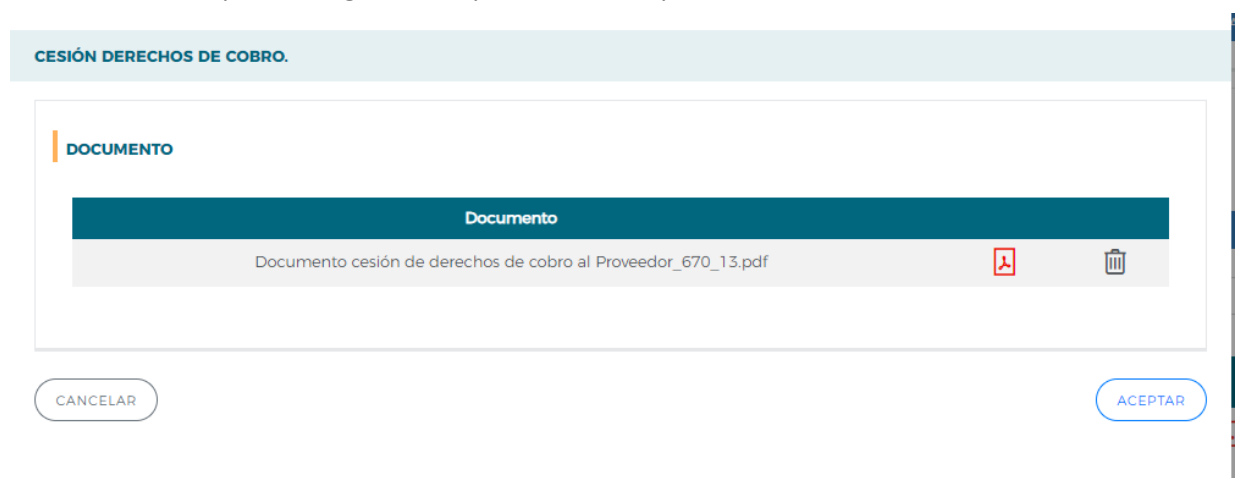 CESIÓN DERECHOS DE COBRO.
DOCUMENTO
Documento
Documento cesión de derechos de cobro al Proveedor_670_13.pdf
CANCELAR
ACEPTAR